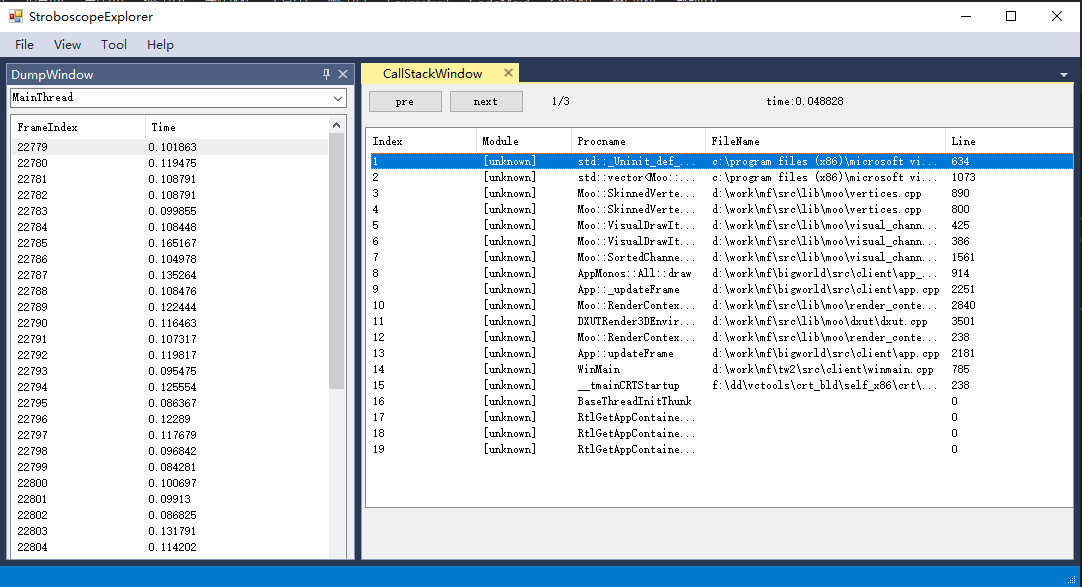 StroboscopeExplorer
File View Tool Help
DumpWindow
MainThread
FrameIndex Time
22779 0.101863
22780 0.119475
22781 0.108791
22782 0.108791
22783 0.099855
22784 0.108448
22785 0.165167
22786 0.104978
22787 0.135264
22788 0.108476
22789 0.122444
22790 0.116463
22791 0.107317
22792 0.119817
22793 0.095475
22794 0.125554
22795 0.086367
22796 0.12289
22797 0.117679
22798 0.096842
22799 0.084281
22800 0.100697
22801 0.09913
22802 0.086825
22803 0.131791
22804 0.114202
CallStackWindow
pre next 1/3 time:0.048828
Index Module Procname FileName Line
1 [unknown] std::_Uninit_def_... c:\program files (x86)\microsoft vi... 634
2 [unknown] std::vector<Moo::... c:\program files (x86)\microsoft vi... 1073
3 [unknown] Moo::SkinnedVerte... d:\work\mf\src\lib\moo\vertices.cpp 890
4 [unknown] Moo::SkinnedVerte... d:\work\mf\src\lib\moo\vertices.cpp 800
5 [unknown] Moo::VisualDrawIt... d:\work\mf\src\lib\moo\visual_chann... 425
6 [unknown] Moo::VisualDrawIt... d:\work\mf\src\lib\moo\visual_chann... 386
7 [unknown] Moo::SortedChanne... d:\work\mf\src\lib\moo\visual_chann... 1561
8 [unknown] AppMonos::All::draw d:\work\mf\bigworld\src\client\app_... 914
9 [unknown] App::_updateFrame d:\work\mf\bigworld\src\client\app.cpp 2251
10 [unknown] Moo::RenderContex... d:\work\mf\src\lib\moo\render_conte... 2840
11 [unknown] DXUTRender3DEnvir... d:\work\mf\src\lib\moo\dxut\dxut.cpp 3501
12 [unknown] Moo::RenderContex... d:\work\mf\src\lib\moo\render_conte... 238
13 [unknown] App::updateFrame d:\work\mf\bigworld\src\client\app.cpp 2181
14 [unknown] WinMain d:\work\mf\tw2\src\client\winmain.cpp 785
15 [unknown] __tmainCRTStartup f:\dd\vctools\crt_bld\self_x86\crt\... 238
16 [unknown] BaseThreadInitThunk 0
17 [unknown] RtlGetAppContaine... 0
18 [unknown] RtlGetAppContaine... 0
19 [unknown] RtlGetAppContaine... 0